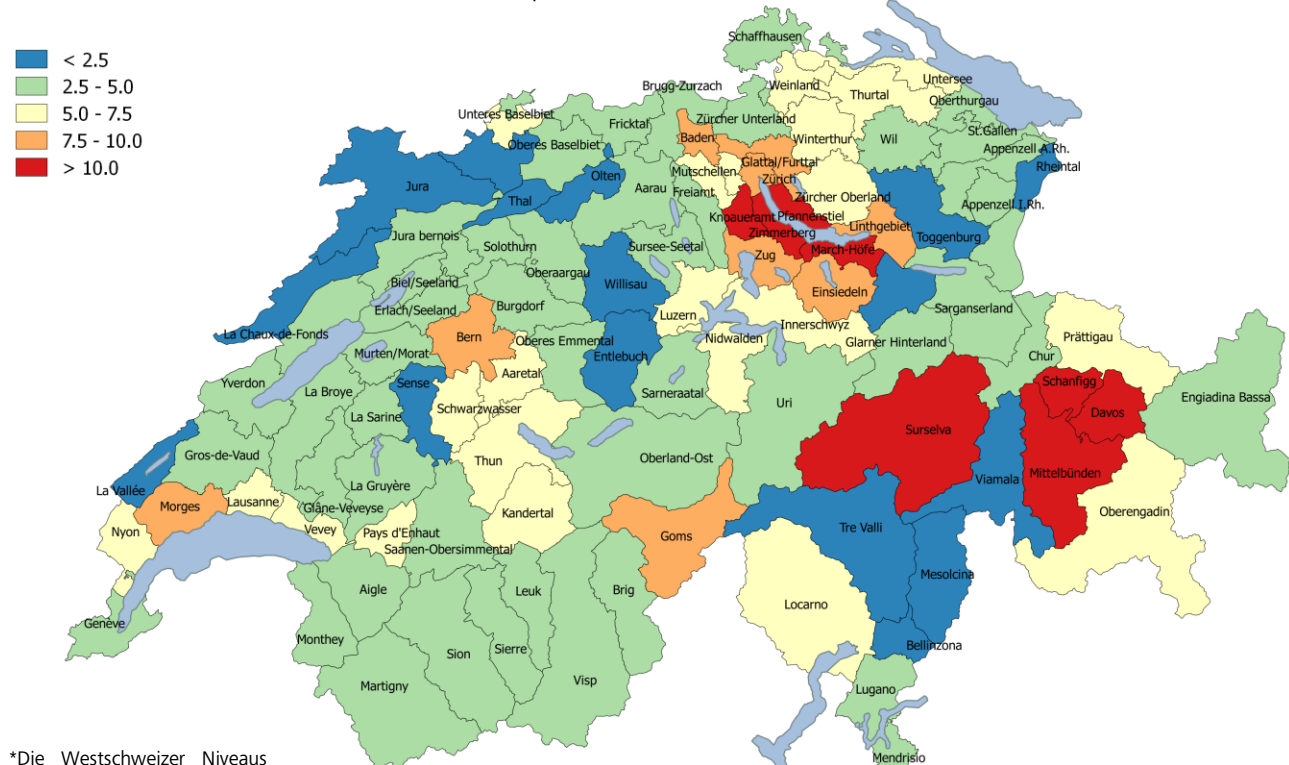 < 2.5
2.5 - 5.0
5.0 - 7.5
7.5 - 10.0
> 10.0
Schaffhausen
Brugg-Zurzach
Weinland
Untersee
Thurtal
Oberthurgau
Unteres Baselbiet
Fricktal
Zürcher Unterland
Oberes Baselbiet
Baden
Winterthur
Wil
St.Gallen
Appenzell A.Rh.
Glattal/Furttal
Rheintal
Jura
Olten
Aarau
Mutschellen
Zürich
Thal
Freiamt
Zürcher Oberland
Appenzell I.Rh.
Knaueramt
Pfannenstiel
Zimmerberg
Linthgebiet
Toggenburg
Jura bernois
Solothurn
Sursee-Seetal
March-Höfe
Zug
Oberaargau
Willisau
Biel/Seeland
Einsiedeln
Erlach/Seeland
Burgdorf
Luzern
Innerschwyz
Sarganserland
La Chaux-de-Fonds
Bern
Oberes Emmental
Nidwalden
Glarner Hinterland
Prättigau
Murten/Morat
Entlebuch
Chur
Aaretal
Yverdon
Sense
Schanfigg
La Broye
Sarneraatal
Uri
Engiadina Bassa
Schwarzwasser
Davos
La Sarine
Surselva
Gros-de-Vaud
Thun
Oberland-Ost
Mittelbünden
Viamala
La Gruyère
La Vallée
Morges
Lausanne
Glâne-Veveyse
Kandertal
Oberengadin
Nyon
Vevey
Pays d'Enhaut
Tre Valli
Goms
Saanen-Obersimmental
Mesolcina
Aigle
Leuk
Brig
Locarno
Genève
Monthey
Sion
Sierre
Bellinzona
Martigny
Visp
Lugano
Mendrisio
*Die Westschweizer Niveaus